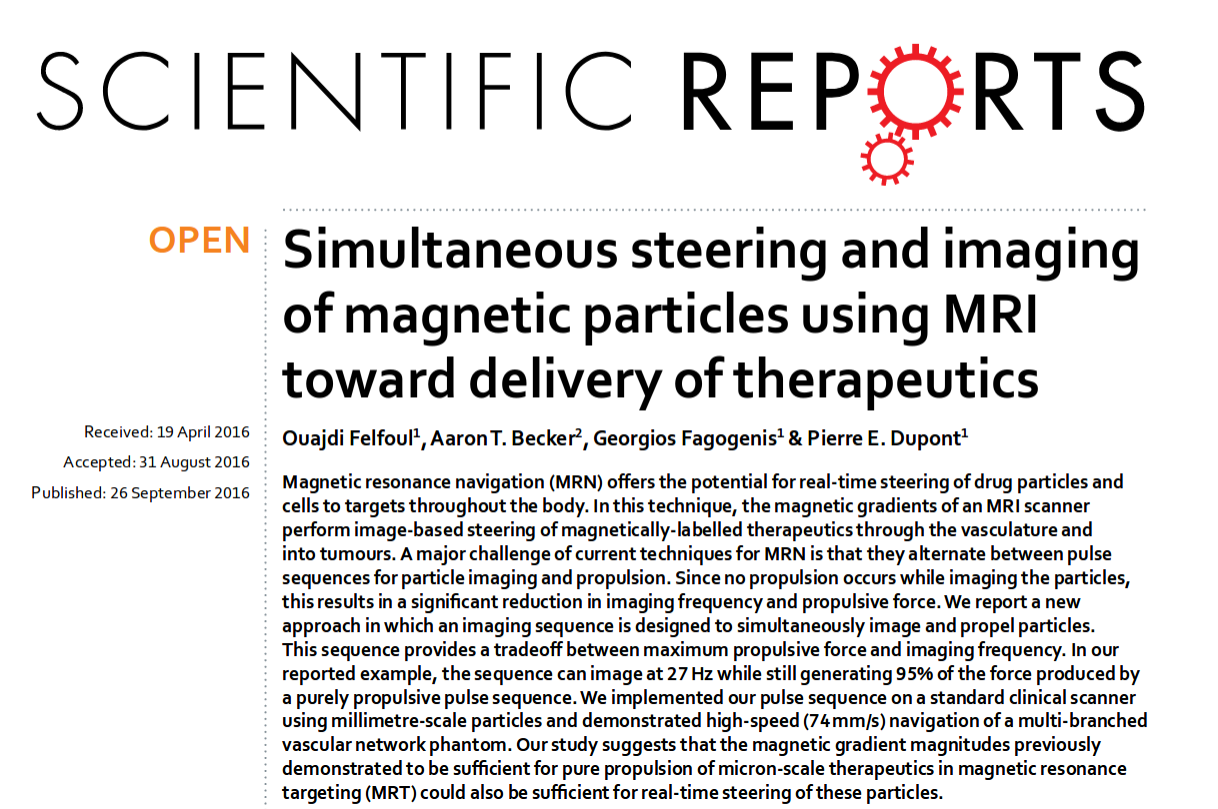 SCIENTIFIC REPORTS
OPEN
Simultaneous steering and imaging
of magnetic particles using MRI
toward delivery of therapeutics
Received: 19 April 2016
Accepted: 31 August 2016
Published: 26 September 2016
Ouajdi Felfoul¹, Aaron T. Becker², Georgios Fagogenis¹ & Pierre E. Dupont¹
Magnetic resonance navigation (MRN) offers the potential for real-time steering of drug particles and
cells to targets throughout the body. In this technique, the magnetic gradients of an MRI scanner
perform image-based steering of magnetically-labelled therapeutics through the vasculature and
into tumours. A major challenge of current techniques for MRN is that they alternate between pulse
sequences for particle imaging and propulsion. Since no propulsion occurs while imaging the particles,
this results in a significant reduction in imaging frequency and propulsive force. We report a new
approach in which an imaging sequence is designed to simultaneously image and propel particles.
This sequence provides a tradeoff between maximum propulsive force and imaging frequency. In our
reported example, the sequence can image at 27 Hz while still generating 95% of the force produced by
a purely propulsive pulse sequence. We implemented our pulse sequence on a standard clinical scanner
using millimetre-scale particles and demonstrated high-speed (74 mm/s) navigation of a multi-branched
vascular network phantom. Our study suggests that the magnetic gradient magnitudes previously
demonstrated to be sufficient for pure propulsion of micron-scale therapeutics in magnetic resonance
targeting (MRT) could also be sufficient for real-time steering of these particles.